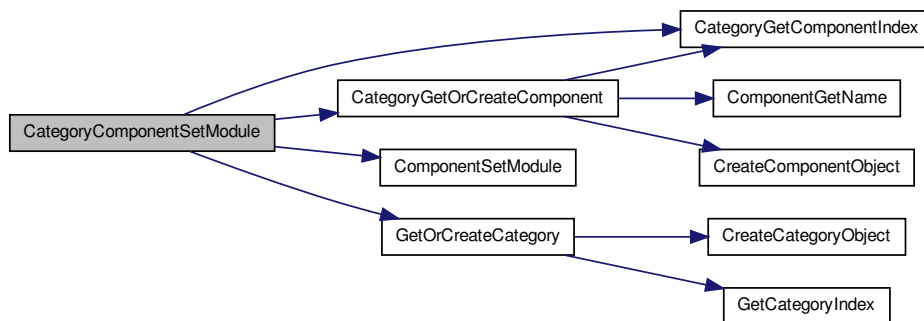 CategoryComponentSetModule
CategoryGetComponentIndex
CategoryGetOrCreateComponent
ComponentGetName
CreateComponentObject
ComponentSetModule
GetOrCreateCategory
CreateCategoryObject
GetCategoryIndex